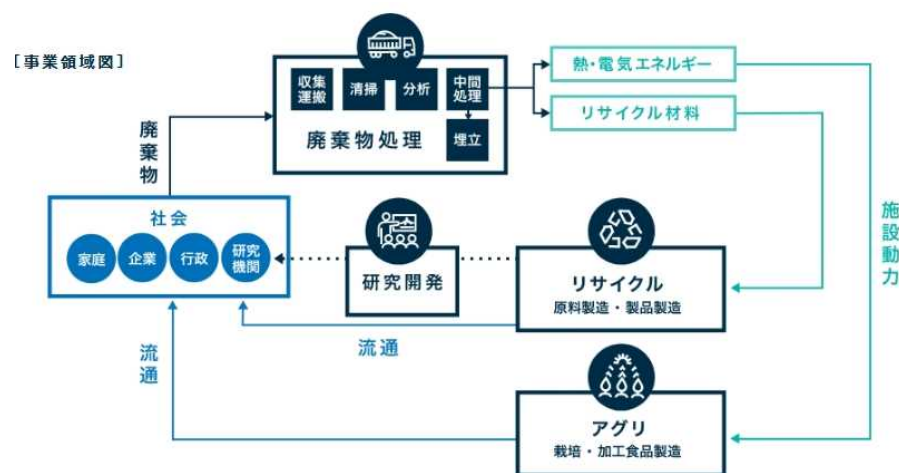 ［事業領域図］
収集
運搬
清掃
分析
中間
処理
廃棄物処理
埋立
熱・電気エネルギー
リサイクル材料
廃棄物
社会
家庭
企業
行政
研究
機関
研究開発
リサイクル
原料製造・製品製造
施設動力
流通
流通
アグリ
栽培・加工食品製造